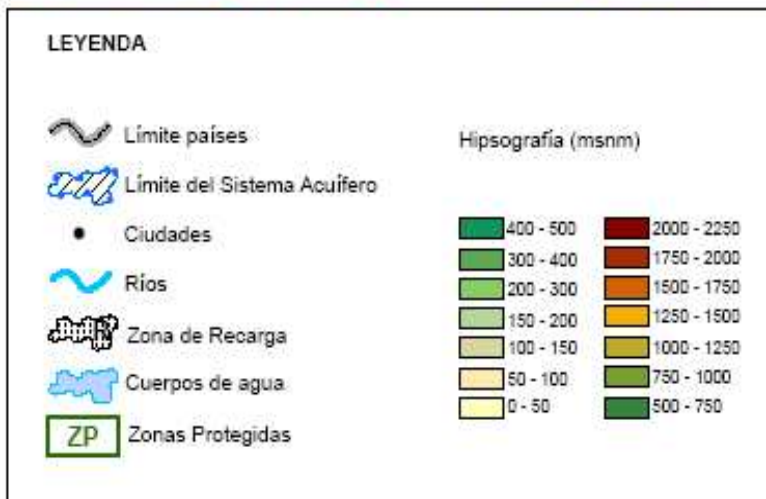 LEYENDA
Límite países
Límite del Sistema Acuífero
Ciudades
Ríos
Zona de Recarga
Cuerpos de agua
ZP Zonas Protegidas
Hipsografía (msnm)
400 - 500
300 - 400
200 - 300
150 - 200
100 - 150
50 - 100
0 - 50
2000 - 2250
1750 - 2000
1500 - 1750
1250 - 1500
1000 - 1250
750 - 1000
500 - 750